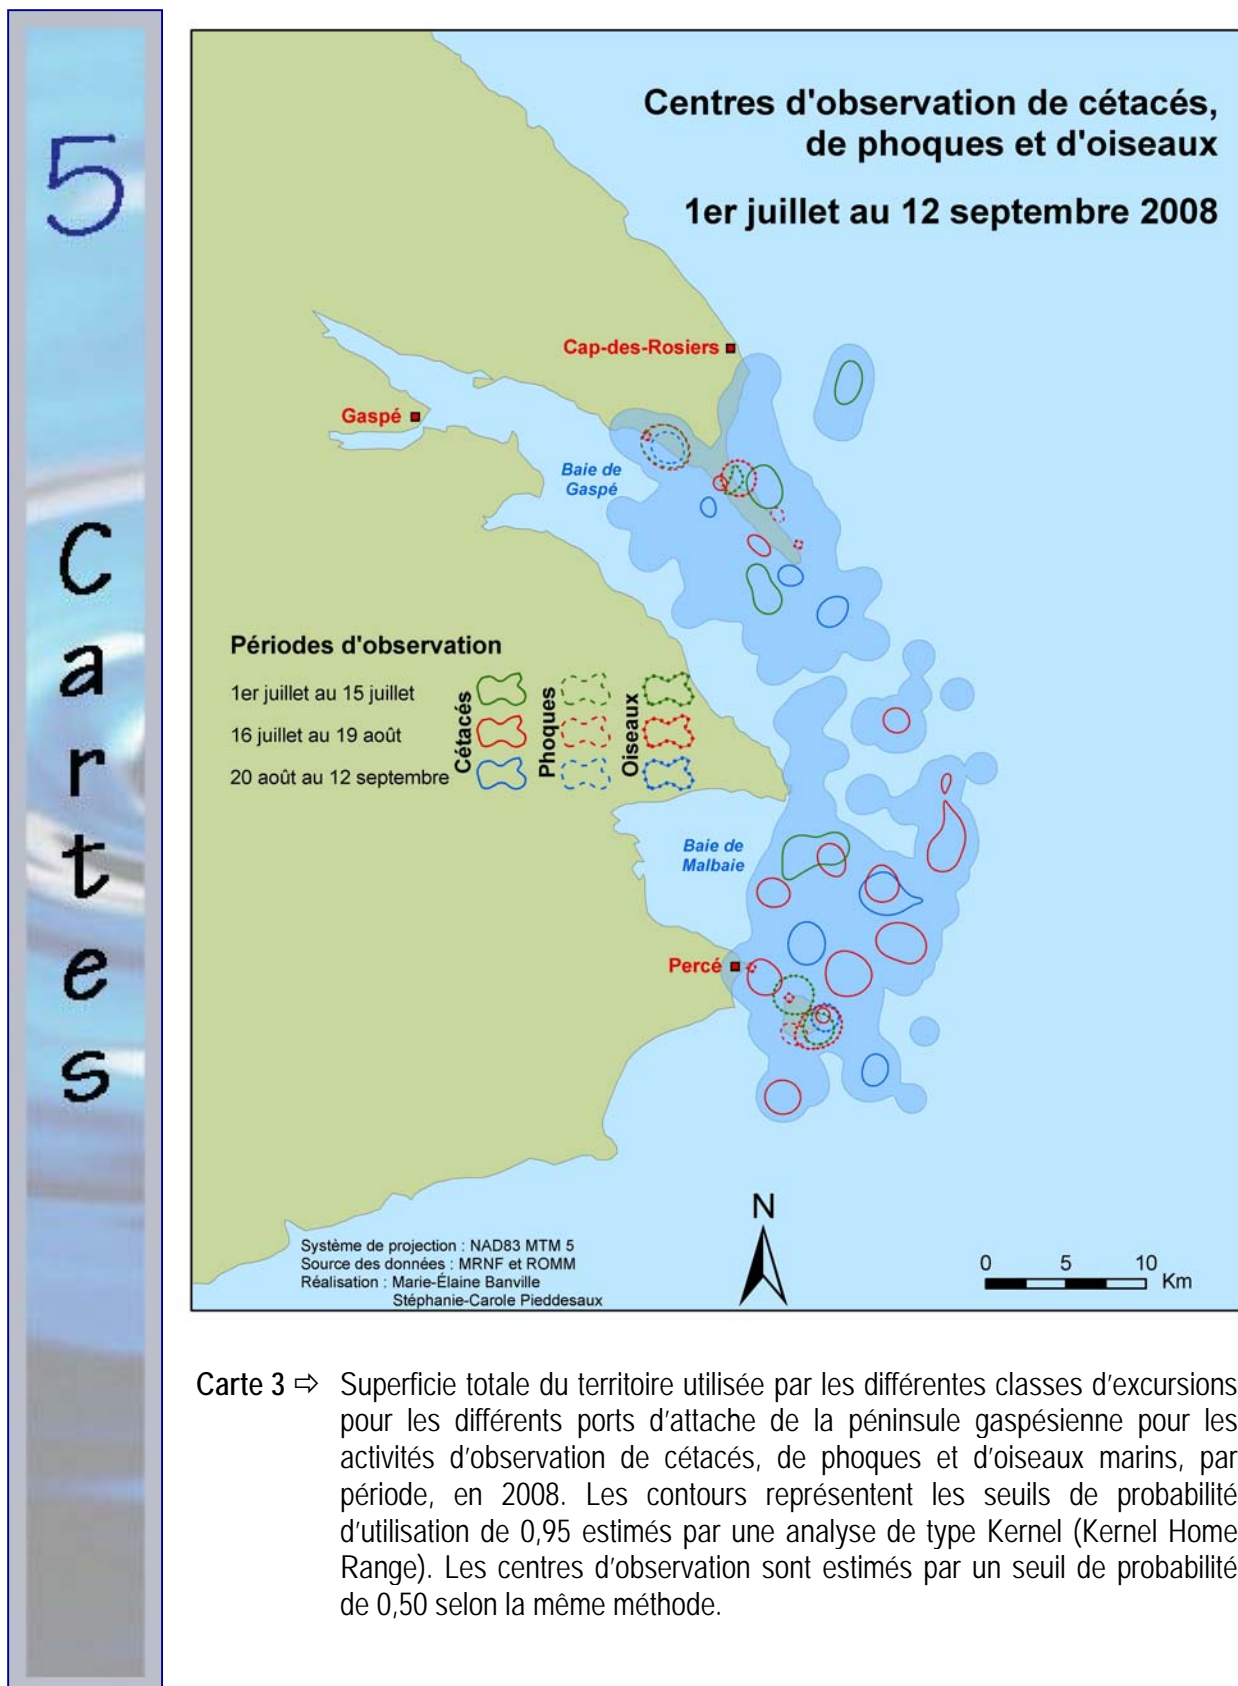 5
Cartes
Centres d'observation de cétacés,
de phoques et d'oiseaux
1er juillet au 12 septembre 2008
Cap-des-Rosiers
Gaspé
Baie de
Gaspé
Périodes d'observation
1er juillet au 15 juillet
16 juillet au 19 août
20 août au 12 septembre
Cétacés
Phoques
Oiseaux
Baie de
Malbaie
Percé
N
Système de projection : NAD83 MTM 5
Source des données : MRNF et ROMM
Réalisation : Marie-Élaine Banville
Stéphanie-Carole Pieddesaux
0 5 10
Km
Carte 3 ⇨ Superficie totale du territoire utilisée par les différentes classes d'excursions
pour les différents ports d'attache de la péninsule gaspésienne pour les
activités d'observation de cétacés, de phoques et d'oiseaux marins, par
période, en 2008. Les contours représentent les seuils de probabilité
d'utilisation de 0,95 estimés par une analyse de type Kernel (Kernel Home
Range). Les centres d'observation sont estimés par un seuil de probabilité
de 0,50 selon la même méthode.